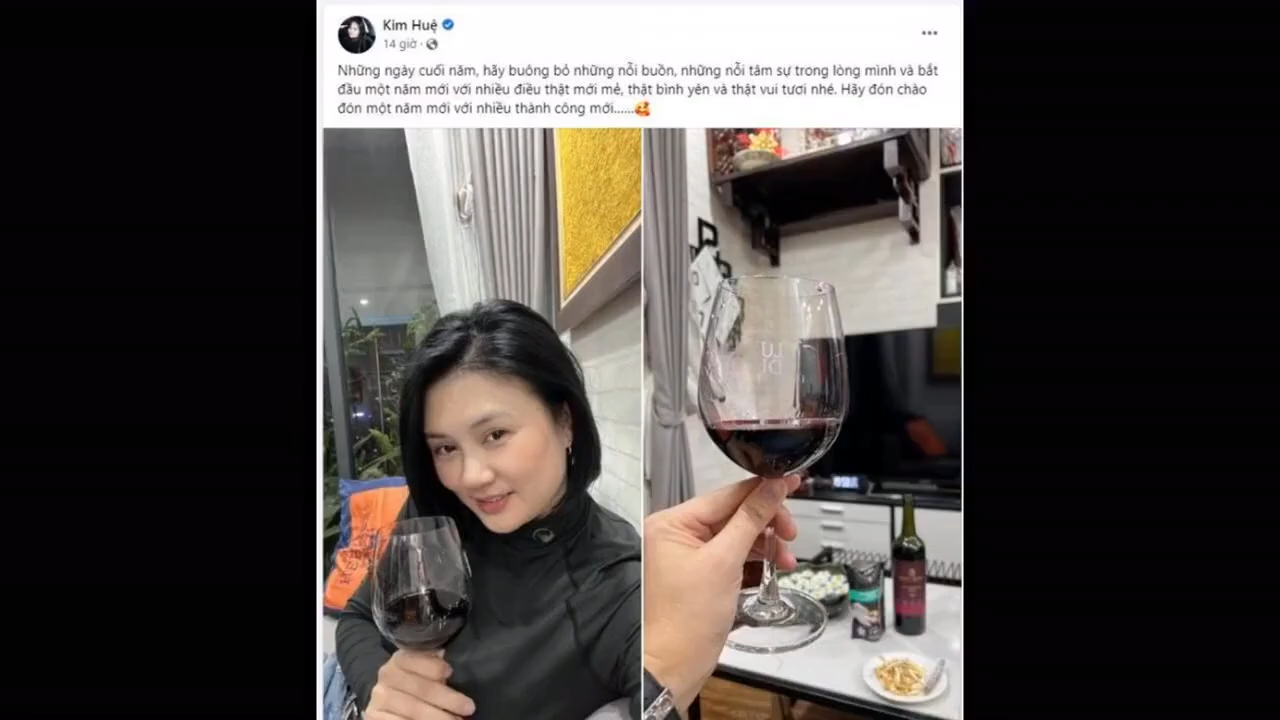 Kim Huệ
14 giờ ·
Những ngày cuối năm, hãy buông bỏ những nỗi buồn, những nỗi tâm sự trong lòng mình và bắt
đầu một năm mới với nhiều điều thật mới mẻ, thật bình yên và thật vui tươi nhé. Hãy đón chào
đón một năm mới với nhiều thành công mới......🥰